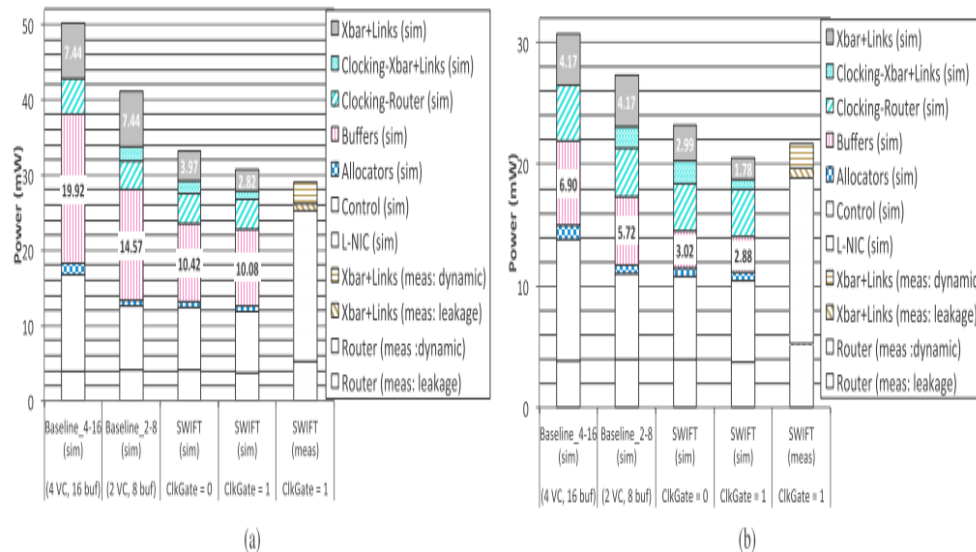 Power (mW)
50
40
30
20
10
0
7.44
19.92
7.44
14.57
3.97
10.42
2.82
10.08
Baseline_4-16
(sim)
(4 VC, 16 buf)
Baseline_2-8
(sim)
(2 VC, 8 buf)
SWIFT
(sim)
ClkGate = 0
SWIFT
(sim)
ClkGate = 1
SWIFT
(meas)
ClkGate = 1
Xbar+Links (sim)
Clocking-Xbar+Links (sim)
Clocking-Router (sim)
Buffers (sim)
Allocators (sim)
Control (sim)
L-NIC (sim)
Xbar+Links (meas: dynamic)
Xbar+Links (meas: leakage)
Router (meas :dynamic)
Router (meas: leakage)
(a)
Power (mW)
30
20
10
0
4.17
6.90
4.17
5.72
2.99
3.02
1.78
2.88
Baseline_4-16
(sim)
(4 VC, 16 buf)
Baseline_2-8
(sim)
(2 VC, 8 buf)
SWIFT
(sim)
ClkGate = 0
SWIFT
(sim)
ClkGate = 1
SWIFT
(meas)
ClkGate = 1
Xbar+Links (sim)
Clocking-Xbar+Links (sim)
Clocking-Router (sim)
Buffers (sim)
Allocators (sim)
Control (sim)
L-NIC (sim)
Xbar+Links (meas: dynamic)
Xbar+Links (meas: leakage)
Router (meas :dynamic)
Router (meas: leakage)
(b)